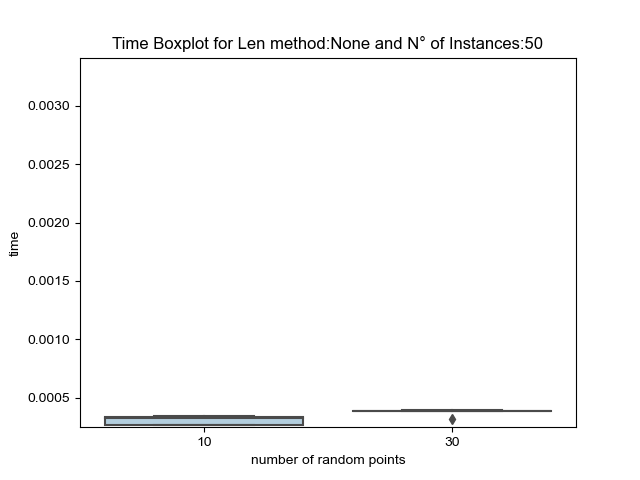 Time Boxplot for Len method:None and N° of Instances:50
0.0030
0.0025
0.0020
0.0015
0.0010
0.0005
time
10
30
number of random points